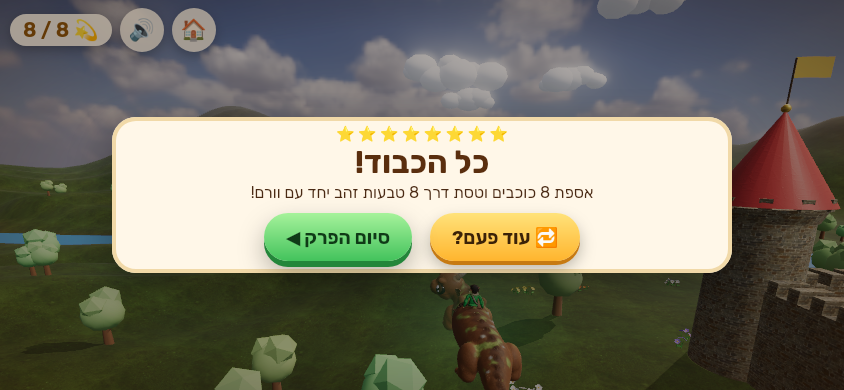 8 / 8 💫
⭐⭐⭐⭐⭐⭐⭐⭐
כל הכבוד!
אספת 8 כוכבים וטסת דרך 8 טבעות זהב יחד עם וורם!
🔁 עוד פעם?
סיום הפרק ◀